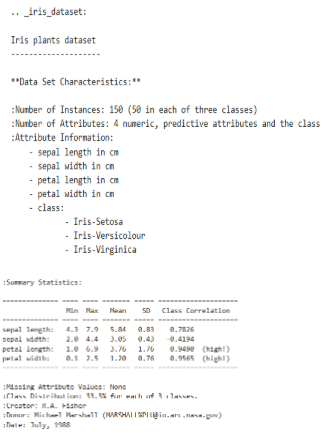 .. _iris_dataset:
Iris plants dataset
--------------------
**Data Set Characteristics:**
:Number of Instances: 150 (50 in each of three classes)
:Number of Attributes: 4 numeric, predictive attributes and the class
:Attribute Information:
- sepal length in cm
- sepal width in cm
- petal length in cm
- petal width in cm
- class:
- Iris-Setosa
- Iris-Versicolour
- Iris-Virginica
:Summary Statistics:
============== ==== ==== ======= ===== ====================
Min Max Mean SD Class Correlation
============== ==== ==== ======= ===== ====================
sepal length: 4.3 7.9 5.84 0.83 0.7826
sepal width: 2.0 4.4 3.05 0.43 -0.4194
petal length: 1.0 6.9 3.76 1.76 0.9490 (high!)
petal width: 0.1 2.5 1.20 0.76 0.9565 (high!)
============== ==== ==== ======= ===== ====================
:Missing Attribute Values: None
:Class Distribution: 33.3% for each of 3 classes.
:Creator: R.A. Fisher
:Donor: Michael Marshall (MARSHALL%PLU@io.arc.nasa.gov)
:Date: July, 1988